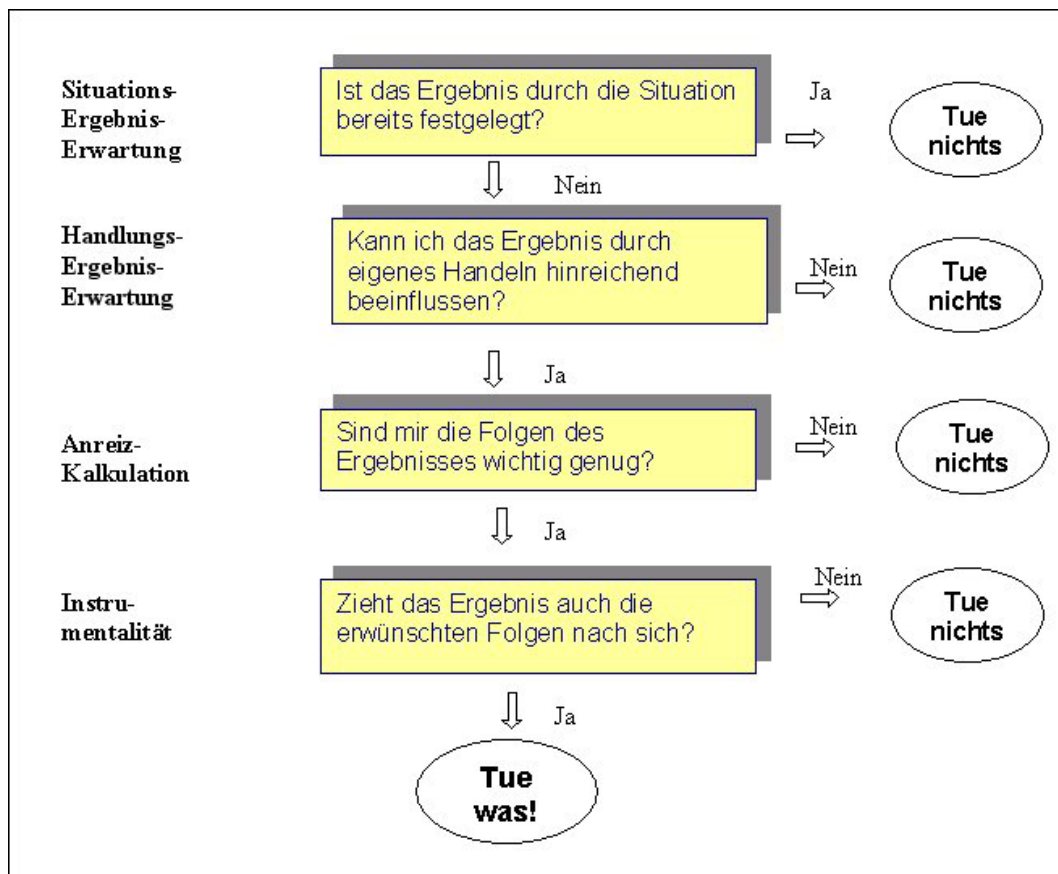 Situations-
Ergebnis-
Erwartung
Ist das Ergebnis durch die Situation
bereits festgelegt?
Ja
Tue
nichts
Nein
Handlungs-
Ergebnis-
Erwartung
Kann ich das Ergebnis durch
eigenes Handeln hinreichend
beeinflussen?
Nein
Tue
nichts
Ja
Anreiz-
Kalkulation
Sind mir die Folgen des
Ergebnisses wichtig genug?
Nein
Tue
nichts
Ja
Instru-
mentalität
Zieht das Ergebnis auch die
erwünschten Folgen nach sich?
Nein
Tue
nichts
Ja
Tue
was!